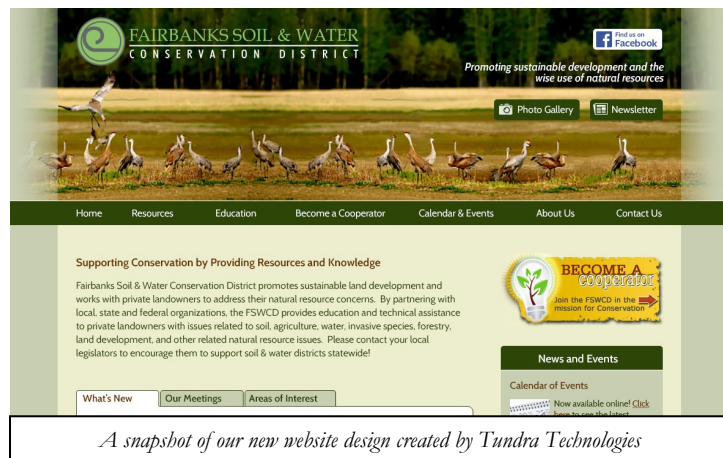 FAIRBANKS SOIL & WATER
CONSERVATION DISTRICT
Find us on
Facebook
Promoting sustainable development and the
wise use of natural resources
Photo Gallery
Newsletter
Home Resources Education Become a Cooperator Calendar & Events About Us Contact Us
Supporting Conservation by Providing Resources and Knowledge
Fairbanks Soil & Water Conservation District promotes sustainable land development and
works with private landowners to address their natural resource concerns. By partnering with
local, state and federal organizations, the FSWCD provides education and technical assistance
to private landowners with issues related to soil, agriculture, water, invasive species, forestry,
land development, and other related natural resource issues. Please contact your local
legislators to encourage them to support soil & water districts statewide!
BECOME A
cooperator
Join the FSWCD in the
mission for Conservation
News and Events
Calendar of Events
Now available online! Click
here to see the latest
What's New Our Meetings Areas of Interest
A snapshot of our new website design created by Tundra Technologies